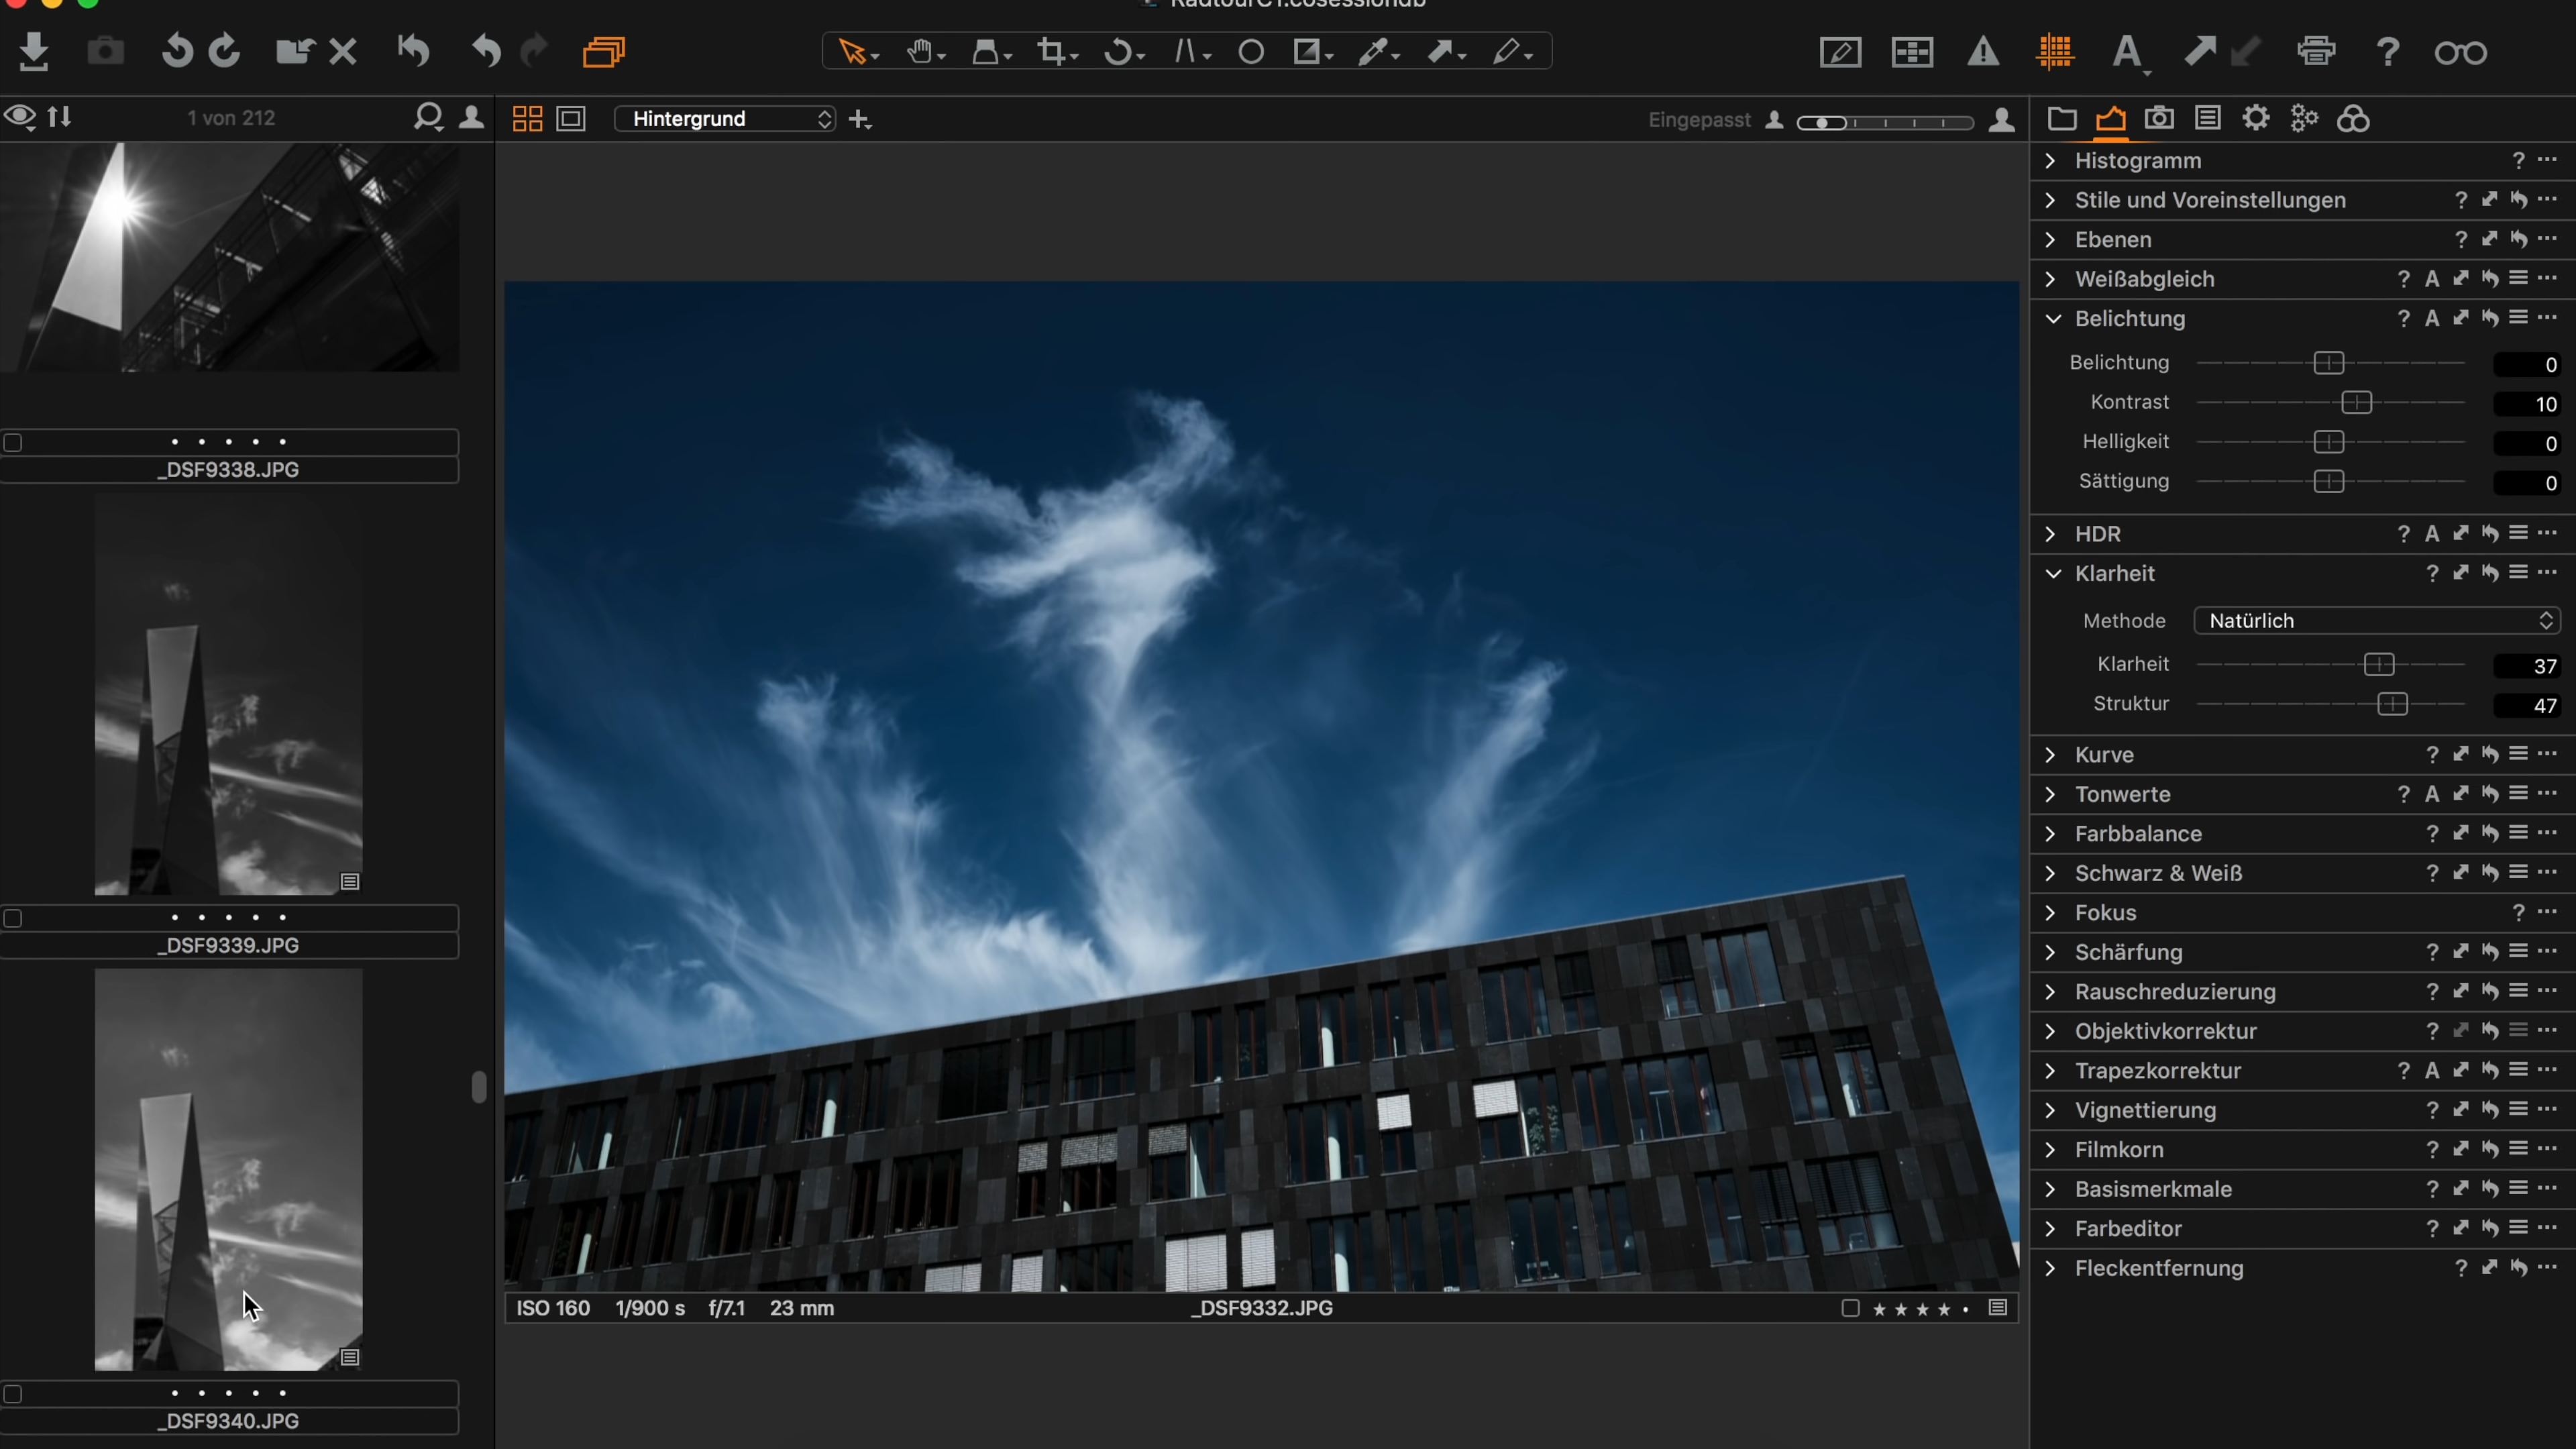 RadtourC1.cosessiondb
1 von 212
Hintergrund
Eingepasst
_DSF9338.JPG
_DSF9339.JPG
_DSF9340.JPG
ISO 160 1/900 s f/7.1 23 mm
_DSF9332.JPG
Histogramm
Stile und Voreinstellungen
Ebenen
Weißabgleich
Belichtung
Belichtung 0
Kontrast 10
Helligkeit 0
Sättigung 0
HDR
Klarheit
Methode Natürlich
Klarheit 37
Struktur 47
Kurve
Tonwerte
Farbbalance
Schwarz & Weiß
Fokus
Schärfung
Rauschreduzierung
Objektivkorrektur
Trapezkorrektur
Vignettierung
Filmkorn
Basismerkmale
Farbeditor
Fleckentfernung